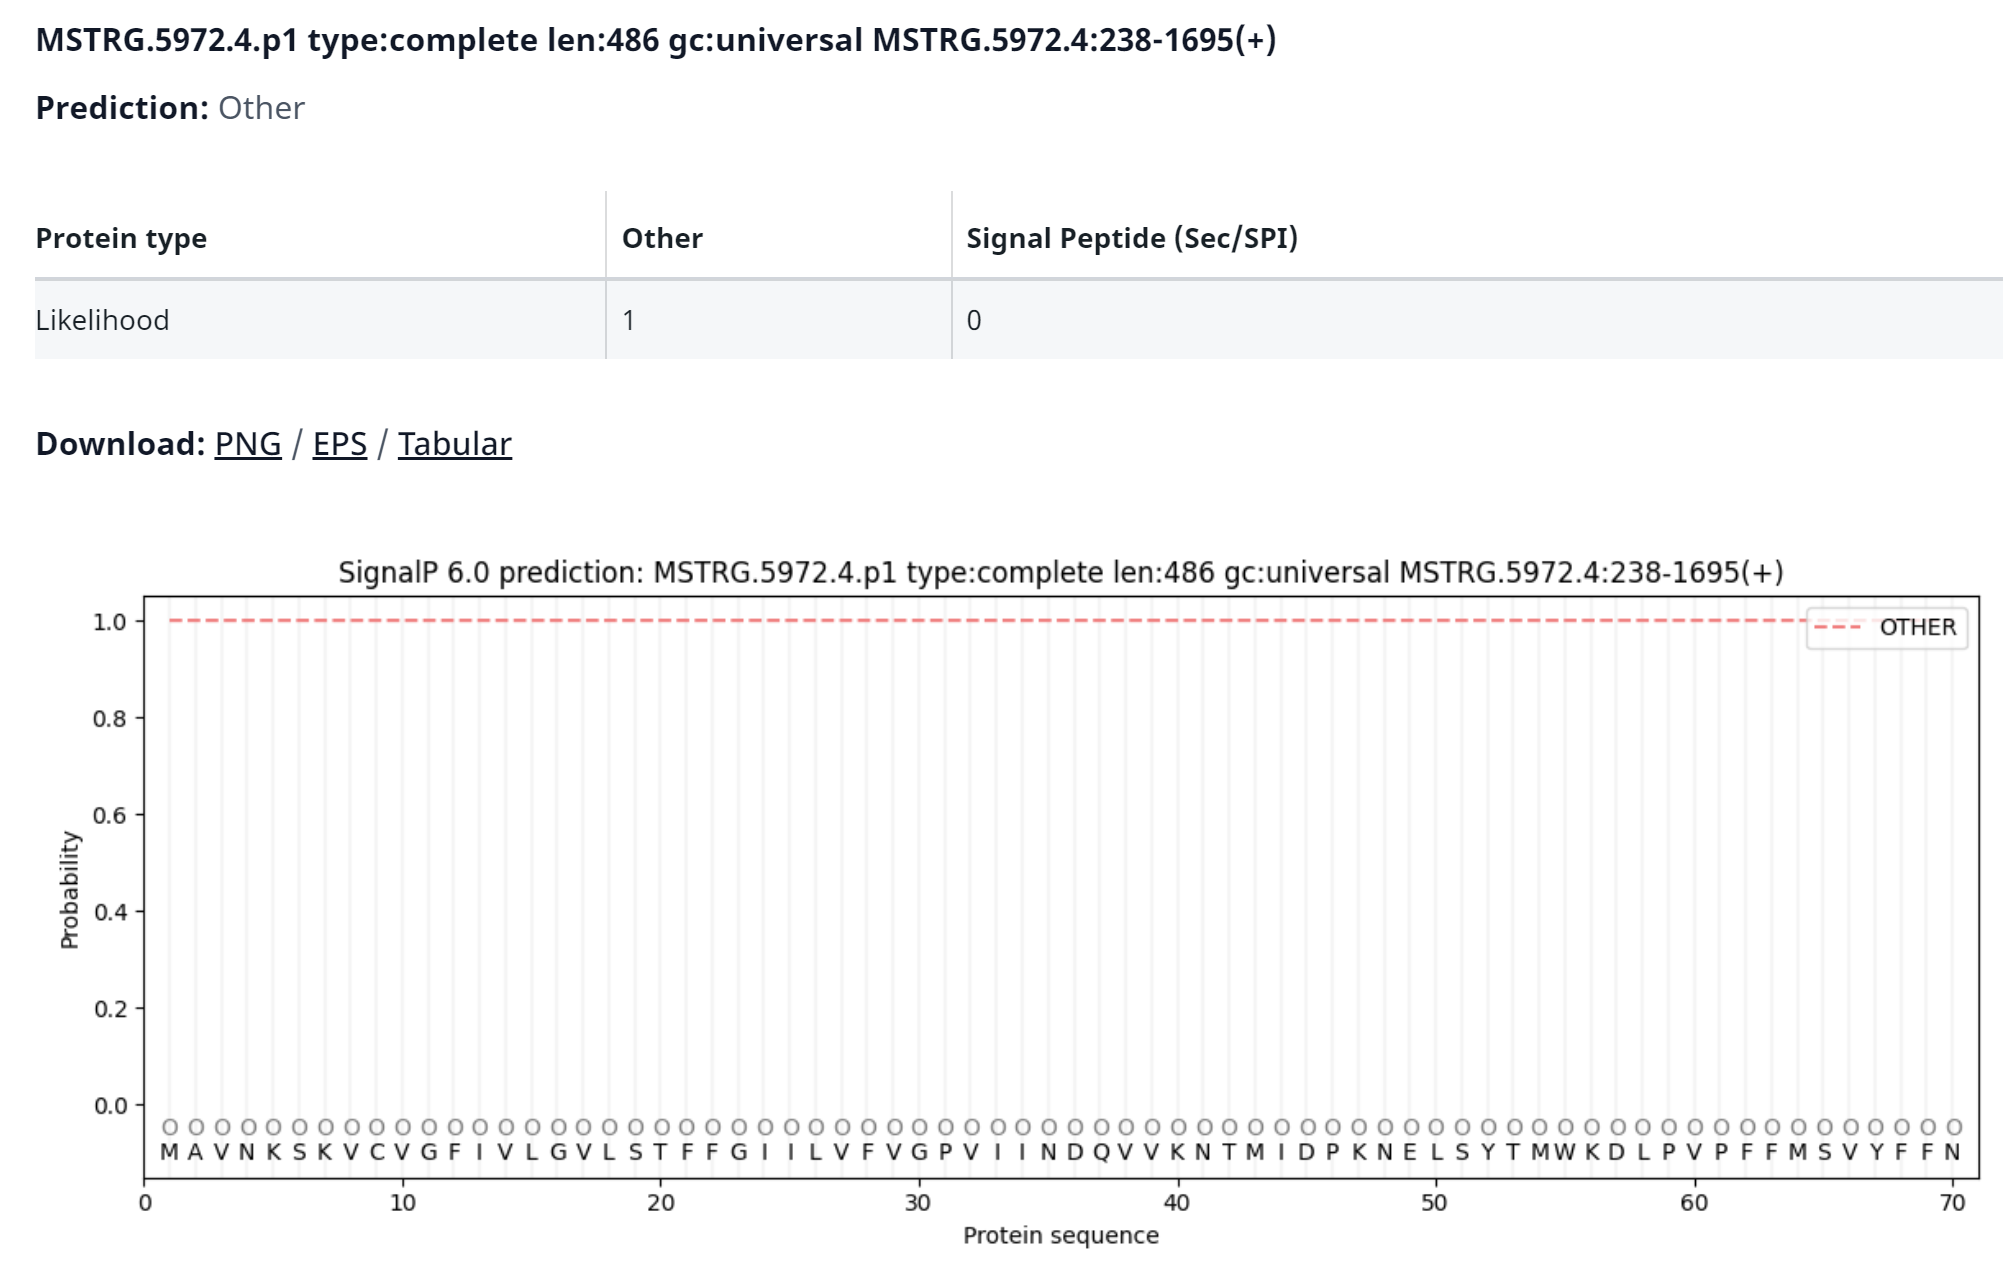 MSTRG.5972.4.p1 type:complete len:486 gc:universal MSTRG.5972.4:238-1695(+)
Prediction: Other
Protein type Other Signal Peptide (Sec/SPI)
Likelihood 1 0
Download: PNG / EPS / Tabular
SignalP 6.0 prediction: MSTRG.5972.4.p1 type:complete len:486 gc:universal MSTRG.5972.4:238-1695(+)
OTHER
1.0
0.8
0.6
0.4
0.2
0.0
Probability
O O O O O O O O O O O O O O O O O O O O O O O O O O O O O O O O O O O O O O O O O O O O O O O O O O O O O O O O O O O O O O O O O O O O O O
M A V N K S K V C V G F I V L G V L S T F F G I I L V F V G P V I I N D Q V V K N T M I D P K N E L S Y T M W K D L P V P F F M S V Y F F N
0 10 20 30 40 50 60 70
Protein sequence